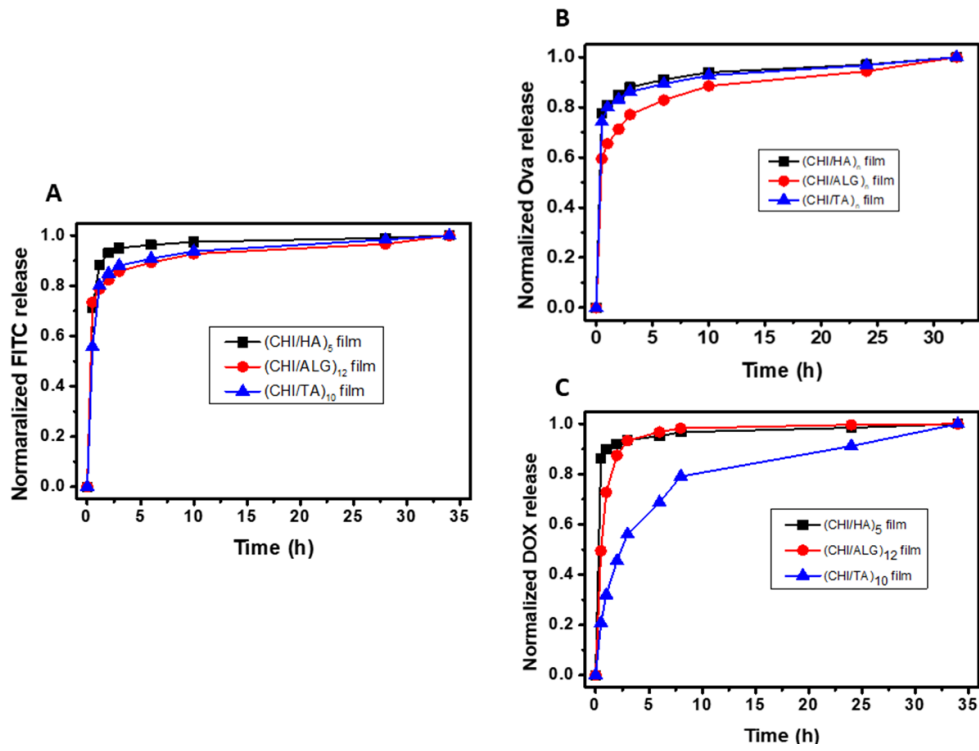 A
Normaralized FITC release
1.0
0.8
0.6
0.4
0.2
0.0
(CHI/HA)5 film
(CHI/ALG)12 film
(CHI/TA)10 film
0 5 10 15 20 25 30 35
Time (h)
B
Normalized Ova release
1.0
0.8
0.6
0.4
0.2
0.0
(CHI/HA)n film
(CHI/ALG)n film
(CHI/TA)n film
0 5 10 15 20 25 30
Time (h)
C
Normalized DOX release
1.0
0.8
0.6
0.4
0.2
0.0
(CHI/HA)5 film
(CHI/ALG)12 film
(CHI/TA)10 film
0 5 10 15 20 25 30 35
Time (h)